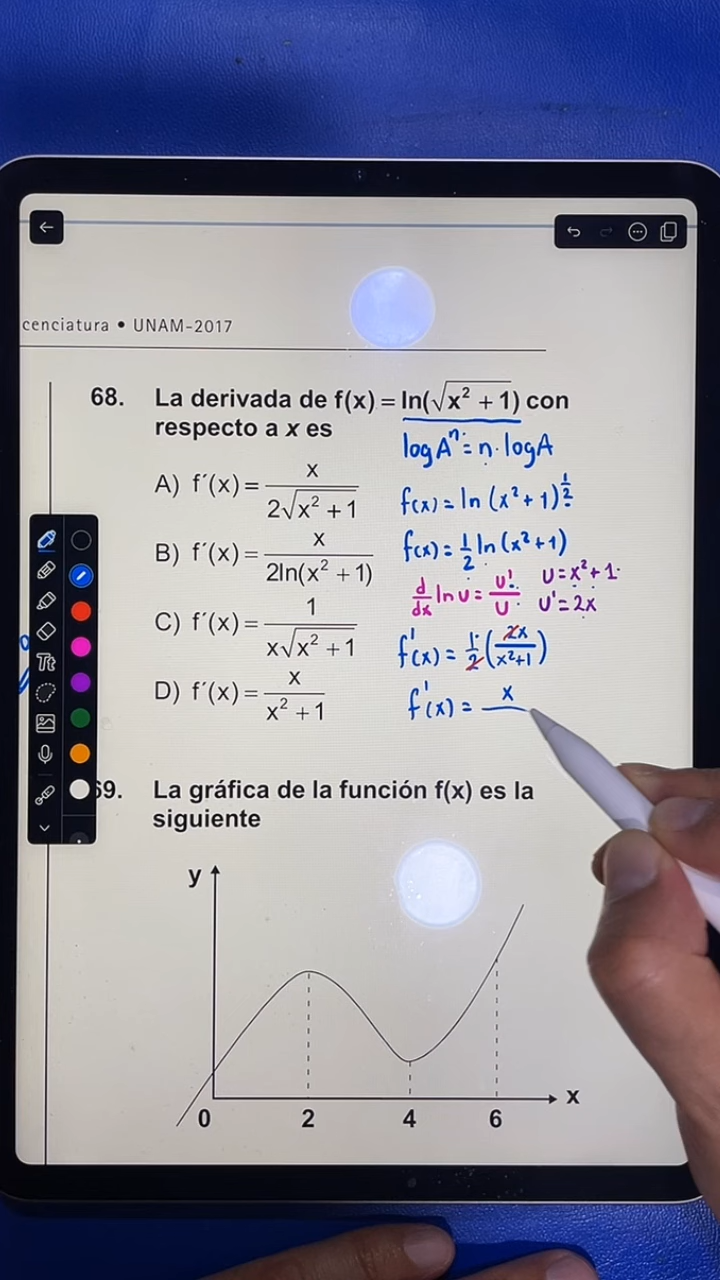 cenciatura • UNAM-2017
68. La derivada de f(x) = ln(√x² + 1) con
respecto a x es
A) f´(x) = x / 2√x² + 1
B) f´(x) = x / 2ln(x² + 1)
C) f´(x) = 1 / x√x² + 1
D) f´(x) = x / x² + 1
log Aⁿ = n · log A
f(x) = ln (x² + 1)^1/2
f(x) = 1/2 ln (x² + 1)
d/dx ln u = u'/u
u = x² + 1
u' = 2x
f'(x) = 1/2 (2x / x²+1)
f'(x) = x
69. La gráfica de la función f(x) es la
siguiente
y
x
0 2 4 6
Tt